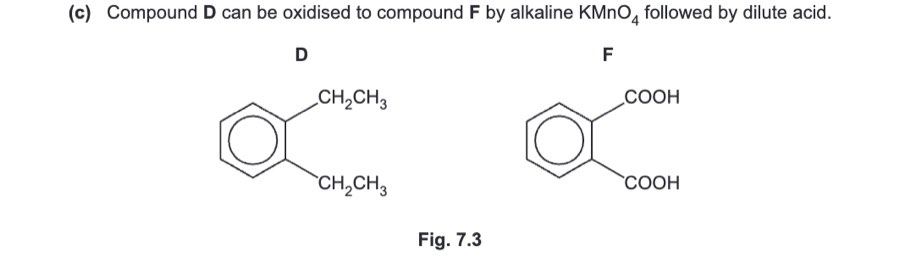 (c) Compound D can be oxidised to compound F by alkaline KMnO₄ followed by dilute acid.
D F
CH₂CH₃ COOH
CH₂CH₃ COOH
Fig. 7.3